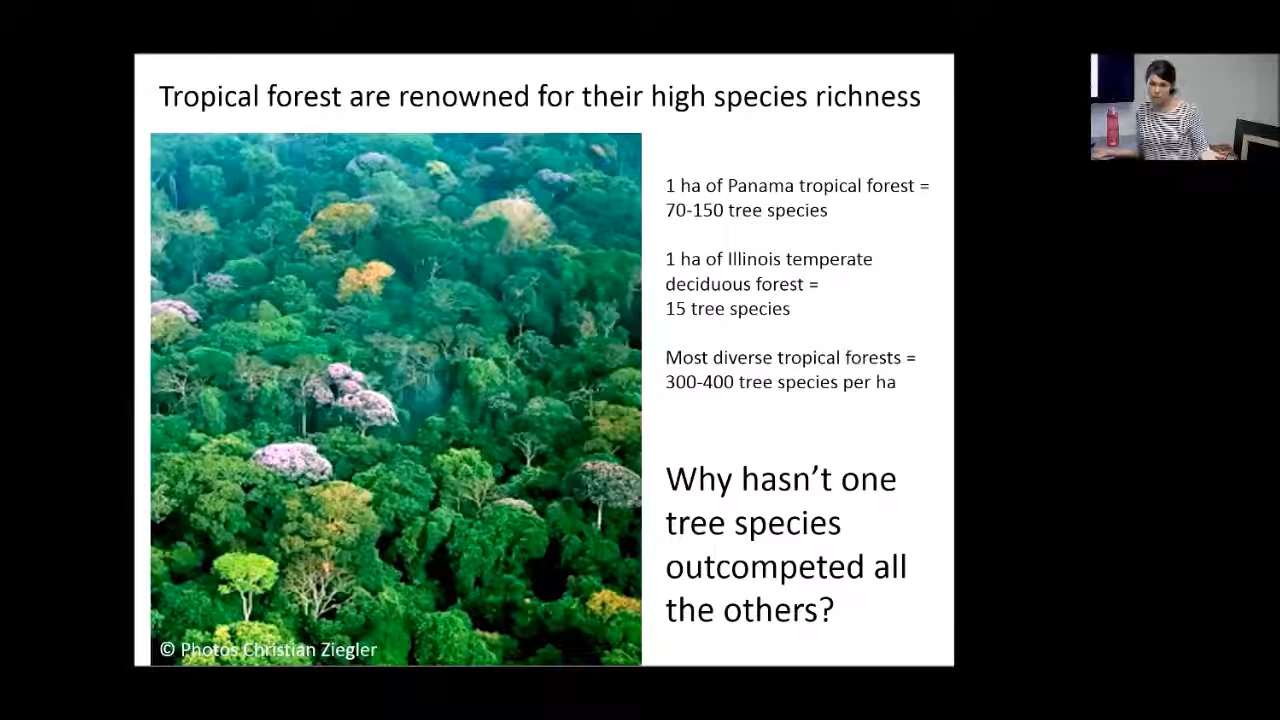 Tropical forest are renowned for their high species richness
1 ha of Panama tropical forest =
70-150 tree species
1 ha of Illinois temperate
deciduous forest =
15 tree species
Most diverse tropical forests =
300-400 tree species per ha
Why hasn’t one
tree species
outcompeted all
the others?
© Photos Christian Ziegler